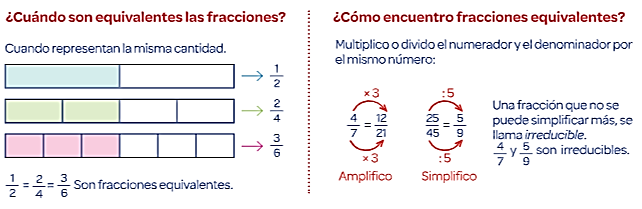 ¿Cuándo son equivalentes las fracciones?
Cuando representan la misma cantidad.
1/2
2/4
3/6
1/2 = 2/4 = 3/6 Son fracciones equivalentes.
¿Cómo encuentro fracciones equivalentes?
Multiplico o divido el numerador y el denominador por
el mismo número:
×3
4/7 = 12/21
×3
Amplifico
:5
25/45 = 5/9
:5
Simplifico
Una fracción que no se
puede simplificar más, se
llama irreducible.
4/7 y 5/9 son irreducibles.